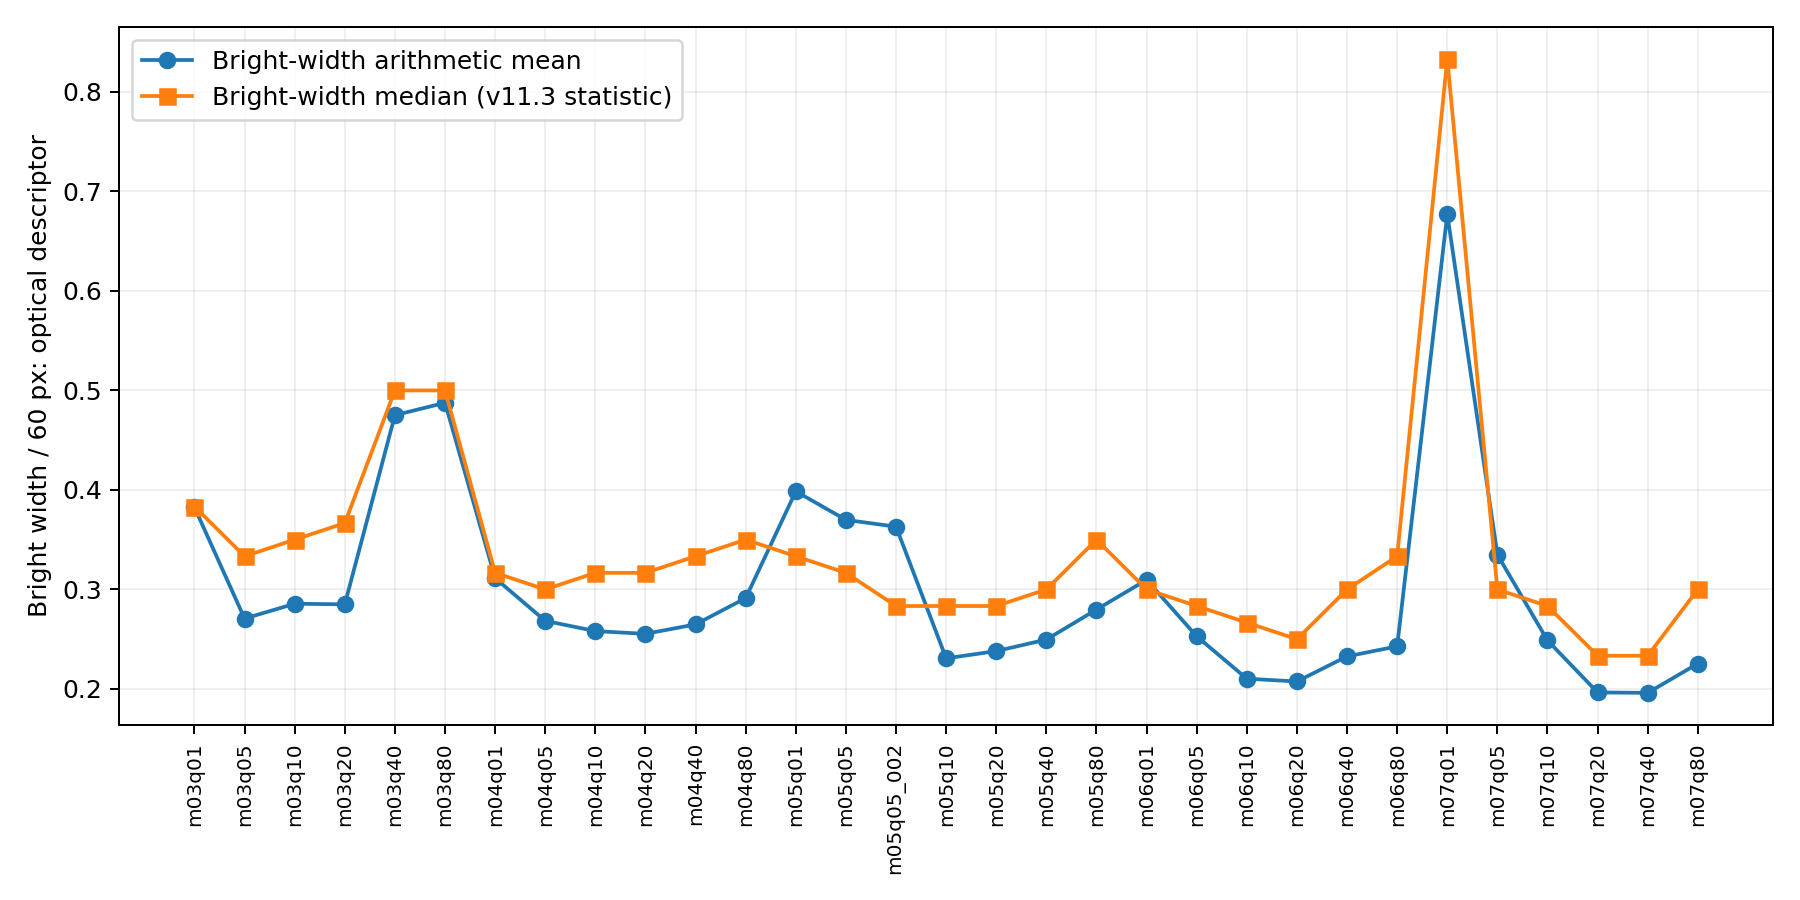 Bright-width arithmetic mean
Bright-width median (v11.3 statistic)
Bright width / 60 px: optical descriptor
0.8
0.7
0.6
0.5
0.4
0.3
0.2
m03q01
m03q05
m03q10
m03q20
m03q40
m03q80
m04q01
m04q05
m04q10
m04q20
m04q40
m04q80
m05q01
m05q05
m05q05_002
m05q10
m05q20
m05q40
m05q80
m06q01
m06q05
m06q10
m06q20
m06q40
m06q80
m07q01
m07q05
m07q10
m07q20
m07q40
m07q80